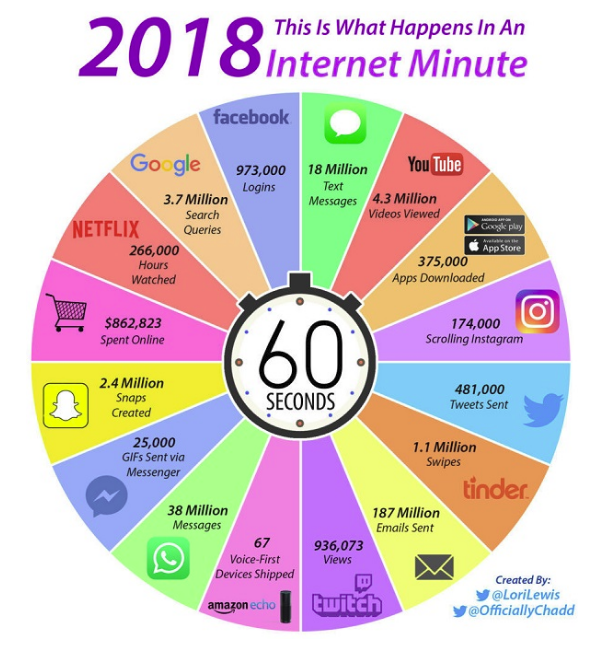 2018
This Is What Happens In An
Internet Minute
facebook
973,000
Logins
18 Million
Text
Messages
You Tube
4.3 Million
Videos Viewed
ANDROID APP ON
Google play
Available on the
App Store
375,000
Apps Downloaded
174,000
Scrolling Instagram
481,000
Tweets Sent
1.1 Million
Swipes
tinder
187 Million
Emails Sent
936,073
Views
twitch
67
Voice-First
Devices Shipped
amazon echo
38 Million
Messages
25,000
GIFs Sent via
Messenger
2.4 Million
Snaps
Created
$862,823
Spent Online
NETFLIX
266,000
Hours
Watched
Google
3.7 Million
Search
Queries
60
SECONDS
Created By:
@LoriLewis
@OfficiallyChadd